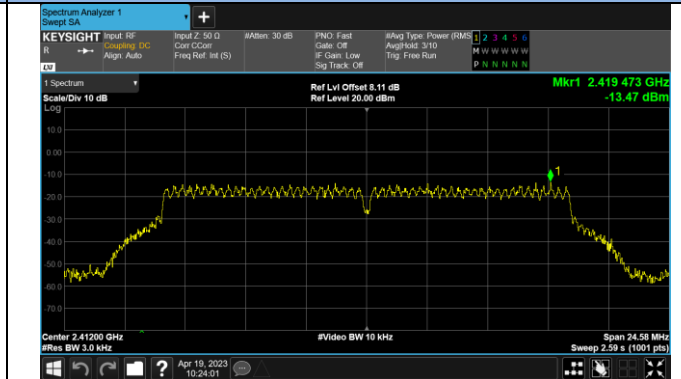 Spectrum Analyzer 1
Swept SA
+
KEYSIGHT Input: RF Input Z: 50 Ω #Atten: 30 dB PNO: Fast #Avg Type: Power (RMS 1 2 3 4 5 6
R Coupling: DC Corr CCorr Gate: Off Avg|Hold: 3/10 M W W W W W
Align: Auto Freq Ref: Int (S) IF Gain: Low Trig: Free Run P N N N N N
LXI Sig Track: Off
1 Spectrum Ref Lvl Offset 8.11 dB Mkr1 2.419 473 GHz
Scale/Div 10 dB Ref Level 20.00 dBm -13.47 dBm
Log
10.0
0.00
1
-10.0
-20.0
-30.0
-40.0
-50.0
-60.0
-70.0
Center 2.41200 GHz #Video BW 10 kHz Span 24.58 MHz
#Res BW 3.0 kHz Sweep 2.59 s (1001 pts)
? Apr 19, 2023
10:24:01